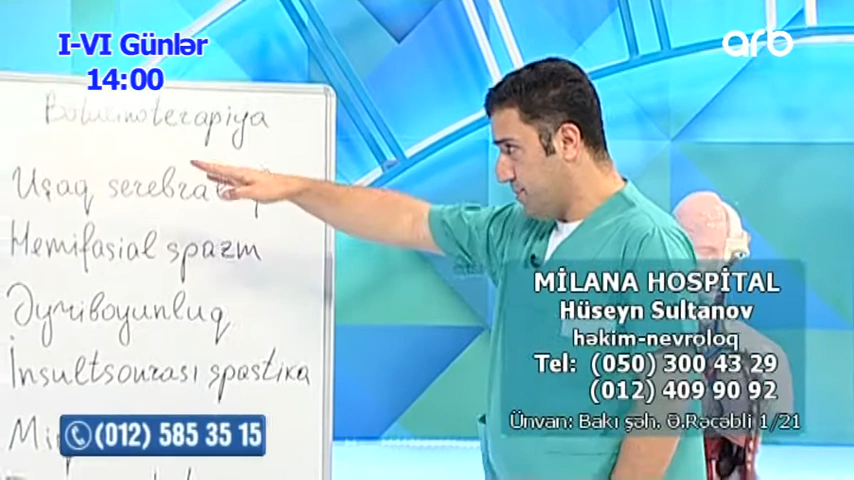 I-VI Günlər
14:00
arb
Botulinoterapiya
Uşaq serebral
Hemifasial spazm
Əyriboyunluq
İnsultsonrası spastika
MİLANA HOSPİTAL
Hüseyn Sultanov
həkim-nevroloq
Tel: (050) 300 43 29
(012) 409 90 92
Ünvan: Bakı şəh. Ə.Rəcəbli 1/21
(012) 585 35 15